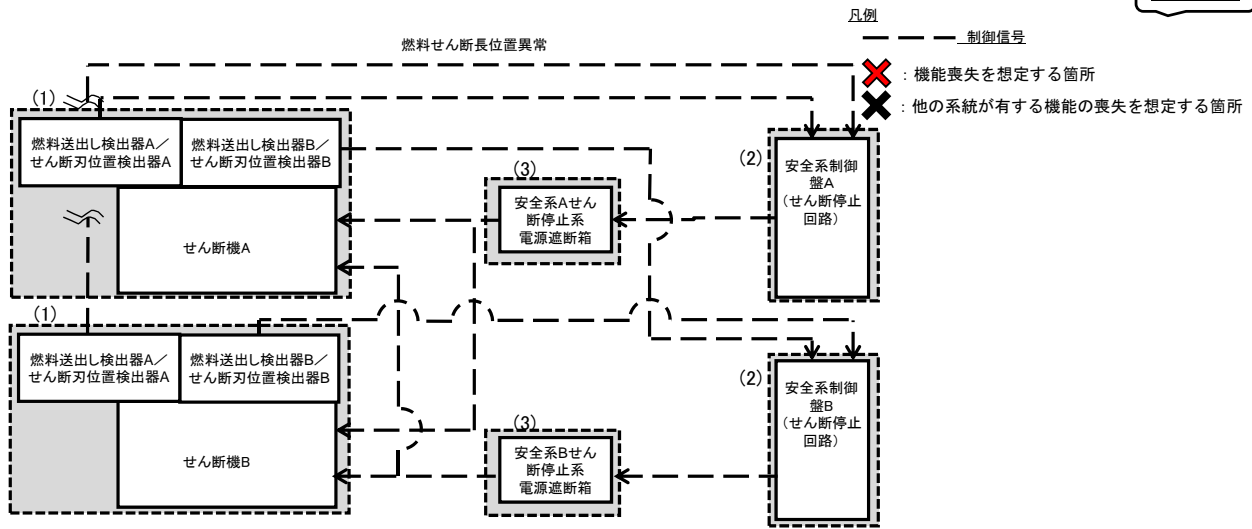 凡例
制御信号
:機能喪失を想定する箇所
:他の系統が有する機能の喪失を想定する箇所
燃料せん断長位置異常
(1)
燃料送出し検出器A/
せん断刃位置検出器A
燃料送出し検出器B/
せん断刃位置検出器B
せん断機A
(3)
安全系Aせん
断停止系
電源遮断箱
(2)
安全系制御
盤A
(せん断停止
回路)
(1)
燃料送出し検出器A/
せん断刃位置検出器A
燃料送出し検出器B/
せん断刃位置検出器B
せん断機B
(3)
安全系Bせん
断停止系
電源遮断箱
(2)
安全系制御
盤B
(せん断停止
回路)